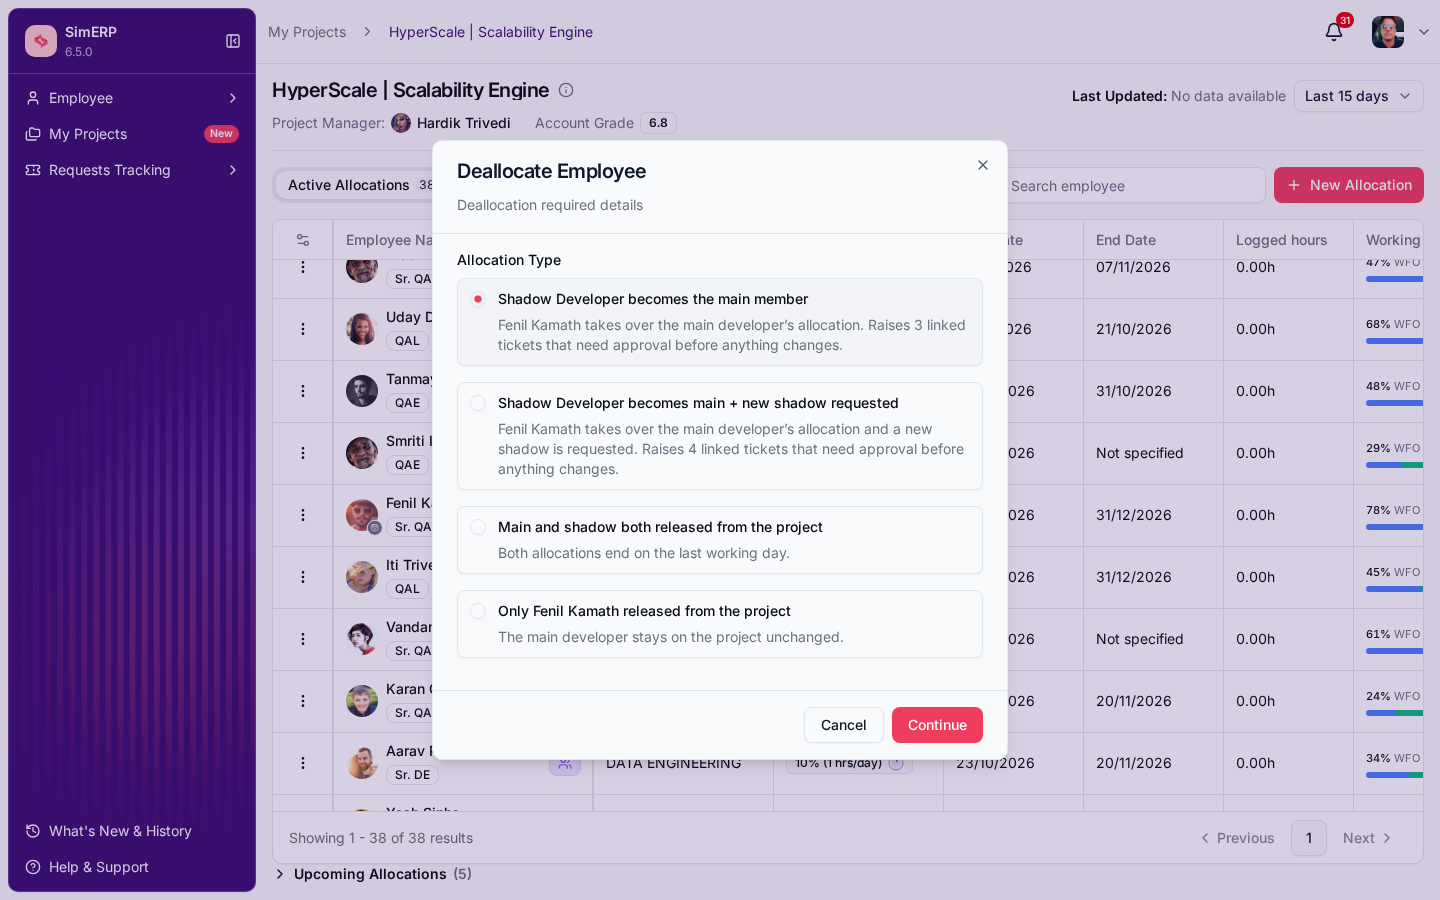 SimERP
6.5.0
Employee
My Projects
New
Requests Tracking
What's New & History
Help & Support
My Projects
HyperScale | Scalability Engine
31
HyperScale | Scalability Engine
Project Manager:
Hardik Trivedi
Account Grade
6.8
Last Updated: No data available
Last 15 days
Active Allocations
38
Search employee
New Allocation
Deallocate Employee
Deallocation required details
Allocation Type
Shadow Developer becomes the main member
Fenil Kamath takes over the main developer’s allocation. Raises 3 linked
tickets that need approval before anything changes.
Shadow Developer becomes main + new shadow requested
Fenil Kamath takes over the main developer’s allocation and a new
shadow is requested. Raises 4 linked tickets that need approval before
anything changes.
Main and shadow both released from the project
Both allocations end on the last working day.
Only Fenil Kamath released from the project
The main developer stays on the project unchanged.
Cancel
Continue
Employee
End Date
Logged hours
Working
Sr. QA
07/11/2026
0.00h
47% WFO
Uday
QAL
21/10/2026
0.00h
68% WFO
Tanmay
QAE
31/10/2026
0.00h
48% WFO
Smriti
QAE
Not specified
0.00h
29% WFO
Fenil
Sr. QA
31/12/2026
0.00h
78% WFO
Iti
QAL
31/12/2026
0.00h
45% WFO
Sr. QA
Not specified
0.00h
61% WFO
Karan
Sr. QA
20/11/2026
0.00h
24% WFO
Aarav
Sr. DE
DATA ENGINEERING
10% (1 hrs/day)
23/10/2026
20/11/2026
0.00h
34% WFO
Showing 1 - 38 of 38 results
Previous
1
Next
Upcoming Allocations (5)